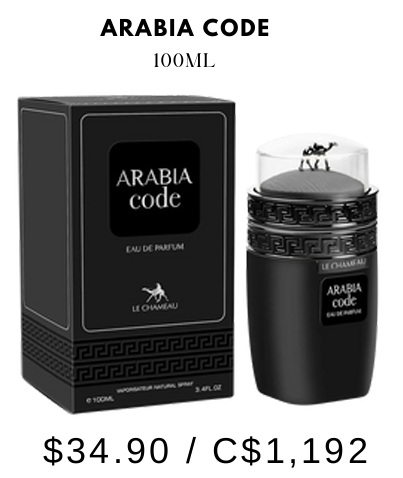 ARABIA CODE
100ML
ARABIA
code
EAU DE PARFUM
LE CHAMEAU
VAPORISATEUR NATURAL SPRAY
e 100ML 3.4FL OZ
LE CHAMEAU
ARABIA
code
EAU DE PARFUM
$34.90 / C$1,192